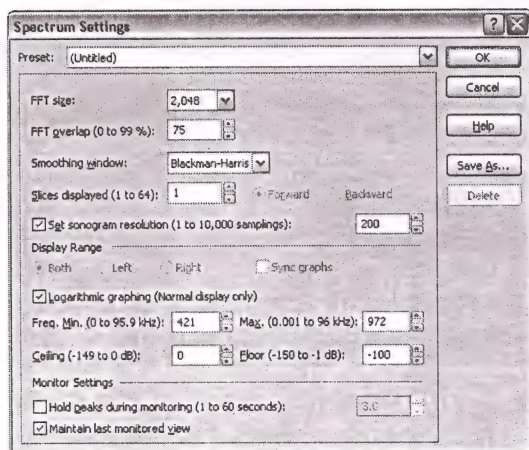 Spectrum Settings
Preset: (Untitled)
OK
Cancel
Help
Save As...
Delete
FFT size: 2,048
FFT overlap (0 to 99 %): 75
Smoothing window: Blackman-Harris
Slices displayed (1 to 64): 1 Forward Backward
Set sonogram resolution (1 to 10,000 samplings): 200
Display Range
Both Left Right Sync graphs
Logarithmic graphing (Normal display only)
Freq. Min. (0 to 95.9 kHz): 421 Max. (0.001 to 96 kHz): 972
Ceiling (-149 to 0 dB): 0 Floor (-150 to -1 dB): -100
Monitor Settings
Hold peaks during monitoring (1 to 60 seconds): 3.0
Maintain last monitored view